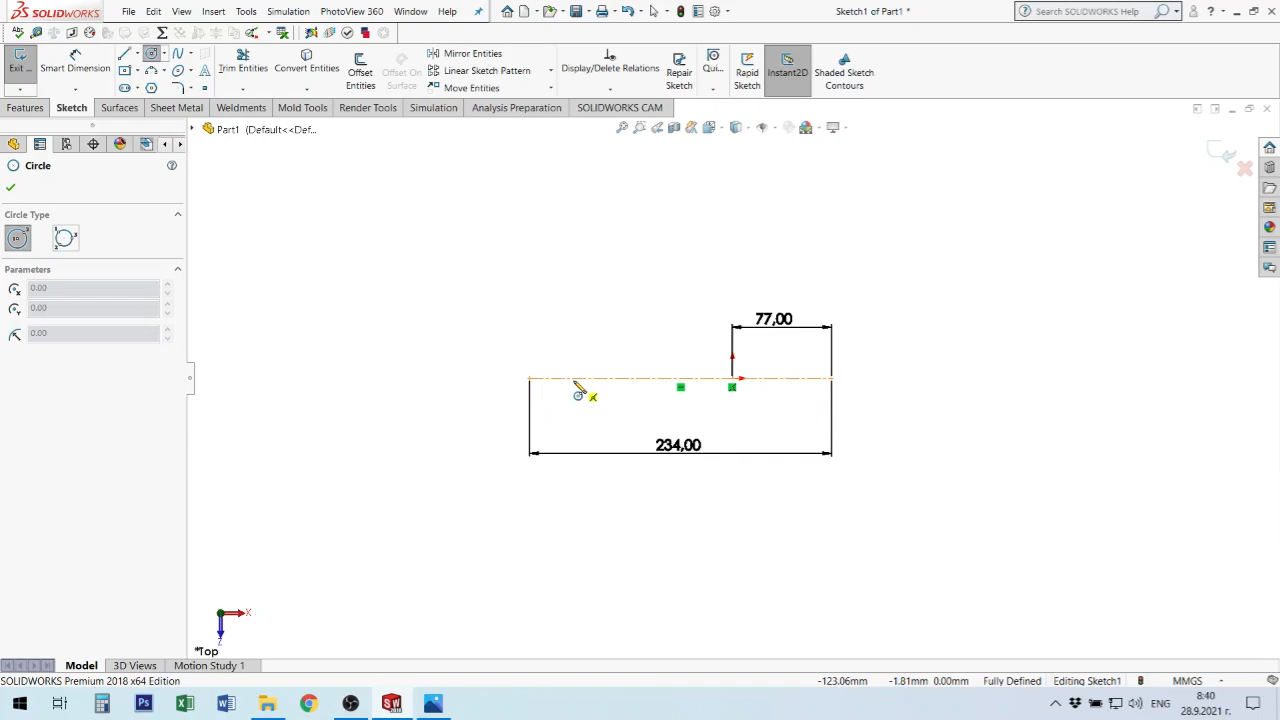 SOLIDWORKS File Edit View Insert Tools Simulation PhotoView 360 Window Help Sketch1 of Part1 * Search SOLIDWORKS Help
Exit ... Smart Dimension Trim Entities Convert Entities Offset Entities Offset On Surface Mirror Entities Linear Sketch Pattern Move Entities Display/Delete Relations Repair Sketch Qui... Rapid Sketch Instant2D Shaded Sketch Contours
Features Sketch Surfaces Sheet Metal Weldments Mold Tools Render Tools Simulation Analysis Preparation SOLIDWORKS CAM
Part1 (Default<<Def...
Circle
Circle Type
Parameters
0.00
0.00
0.00
77,00
234,00
X
Z
*Top
Model 3D Views Motion Study 1
SOLIDWORKS Premium 2018 x64 Edition -123.06mm -1.81mm 0.00mm Fully Defined Editing Sketch1 MMGS
ENG 8:40
28.9.2021 г.